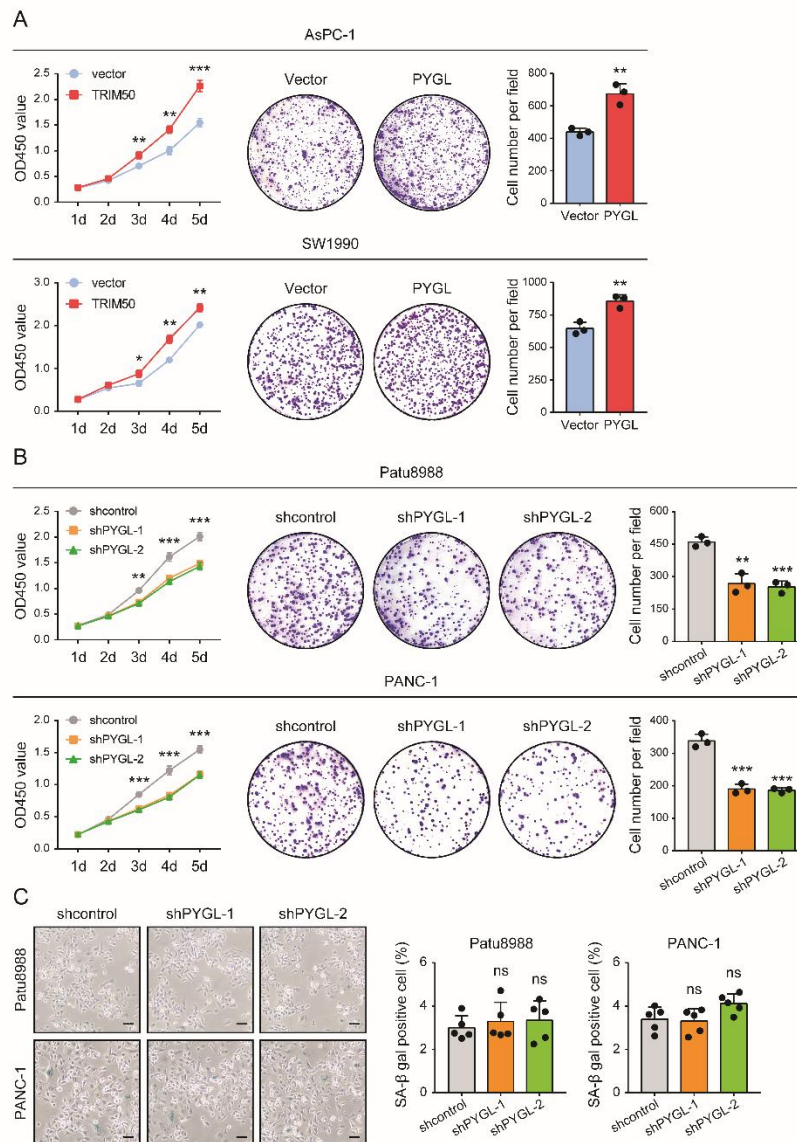 A
AsPC-1
OD450 value
2.5
2.0
1.5
1.0
0.5
0.0
vector
TRIM50
**
**
***
1d 2d 3d 4d 5d
Vector PYGL
Cell number per field
800
600
400
200
0
**
Vector PYGL
SW1990
OD450 value
3.0
2.0
1.0
0.0
vector
TRIM50
*
**
**
1d 2d 3d 4d 5d
Vector PYGL
Cell number per field
1000
750
500
250
0
**
Vector PYGL
B
Patu8988
OD450 value
2.5
2.0
1.5
1.0
0.5
0.0
shcontrol
shPYGL-1
shPYGL-2
**
***
***
1d 2d 3d 4d 5d
shcontrol shPYGL-1 shPYGL-2
Cell number per field
600
450
300
150
0
** ***
shcontrol shPYGL-1 shPYGL-2
PANC-1
OD450 value
2.0
1.5
1.0
0.5
0.0
shcontrol
shPYGL-1
shPYGL-2
***
***
***
1d 2d 3d 4d 5d
shcontrol shPYGL-1 shPYGL-2
Cell number per field
400
300
200
100
0
*** ***
shcontrol shPYGL-1 shPYGL-2
C
shcontrol shPYGL-1 shPYGL-2
Patu8988
PANC-1
Patu8988
SA-β gal positive cell (%)
6
4
2
0
ns ns
shcontrol shPYGL-1 shPYGL-2
PANC-1
SA-β gal positive cell (%)
6
4
2
0
ns ns
shcontrol shPYGL-1 shPYGL-2